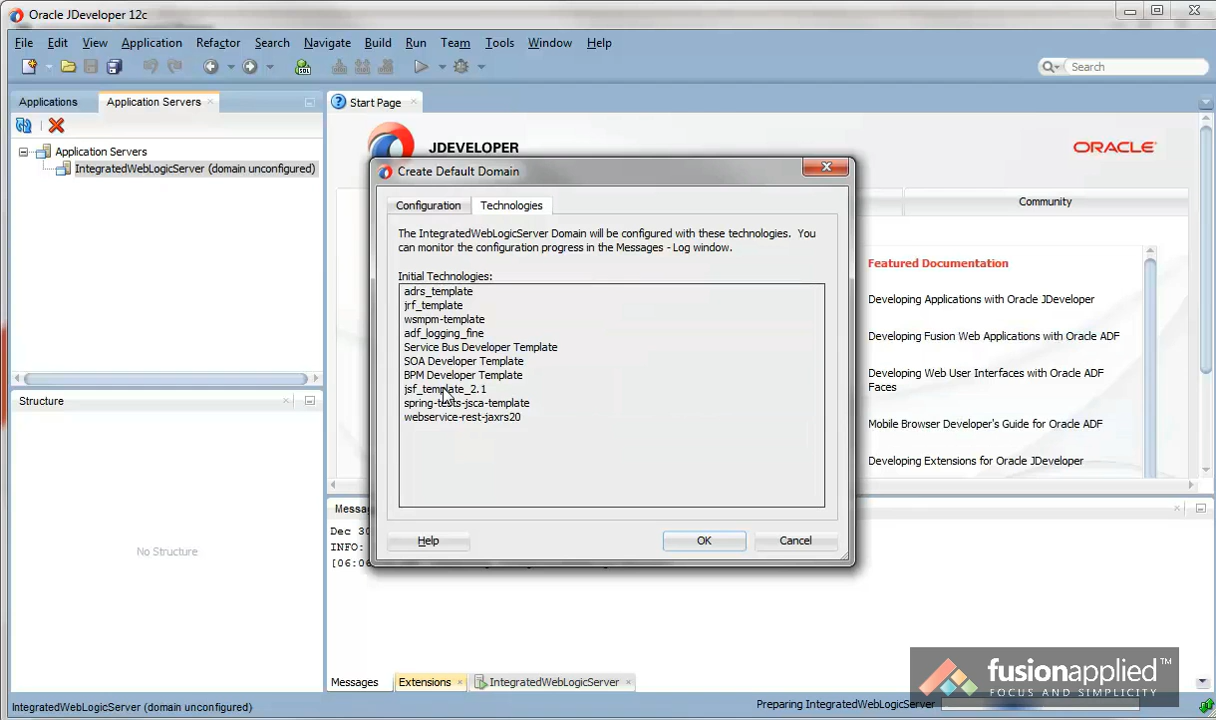 Oracle JDeveloper 12c
File Edit View Application Refactor Search Navigate Build Run Team Tools Window Help
SQL
Search
Applications
Application Servers
Start Page
Application Servers
IntegratedWebLogicServer (domain unconfigured)
JDEVELOPER
ORACLE
Community
Featured Documentation
Developing Applications with Oracle JDeveloper
Developing Fusion Web Applications with Oracle ADF
Developing Web User Interfaces with Oracle ADF
Faces
Mobile Browser Developer's Guide for Oracle ADF
Developing Extensions for Oracle JDeveloper
Create Default Domain
Configuration
Technologies
The IntegratedWebLogicServer Domain will be configured with these technologies. You
can monitor the configuration progress in the Messages - Log window.
Initial Technologies:
adrs_template
jrf_template
wsmpm-template
adf_logging_fine
Service Bus Developer Template
SOA Developer Template
BPM Developer Template
jsf_template_2.1
spring-tests-jsca-template
webservice-rest-jaxrs20
Help
OK
Cancel
Structure
No Structure
Messag
Dec 30
INFO:
[06:06
Messages
Extensions
IntegratedWebLogicServer
IntegratedWebLogicServer (domain unconfigured)
Preparing IntegratedWebLogicServer
fusionapplied™
FOCUS AND SIMPLICITY